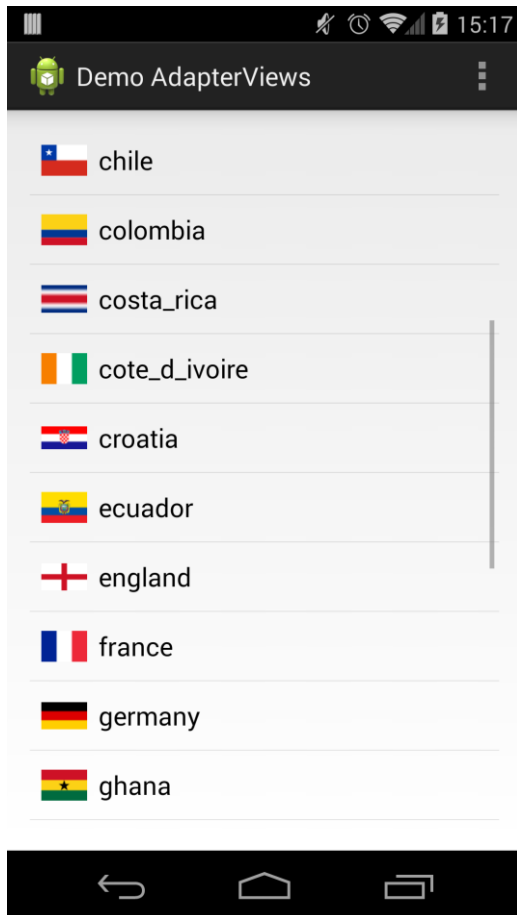 15:17
Demo AdapterViews
chile
colombia
costa_rica
cote_d_ivoire
croatia
ecuador
england
france
germany
ghana